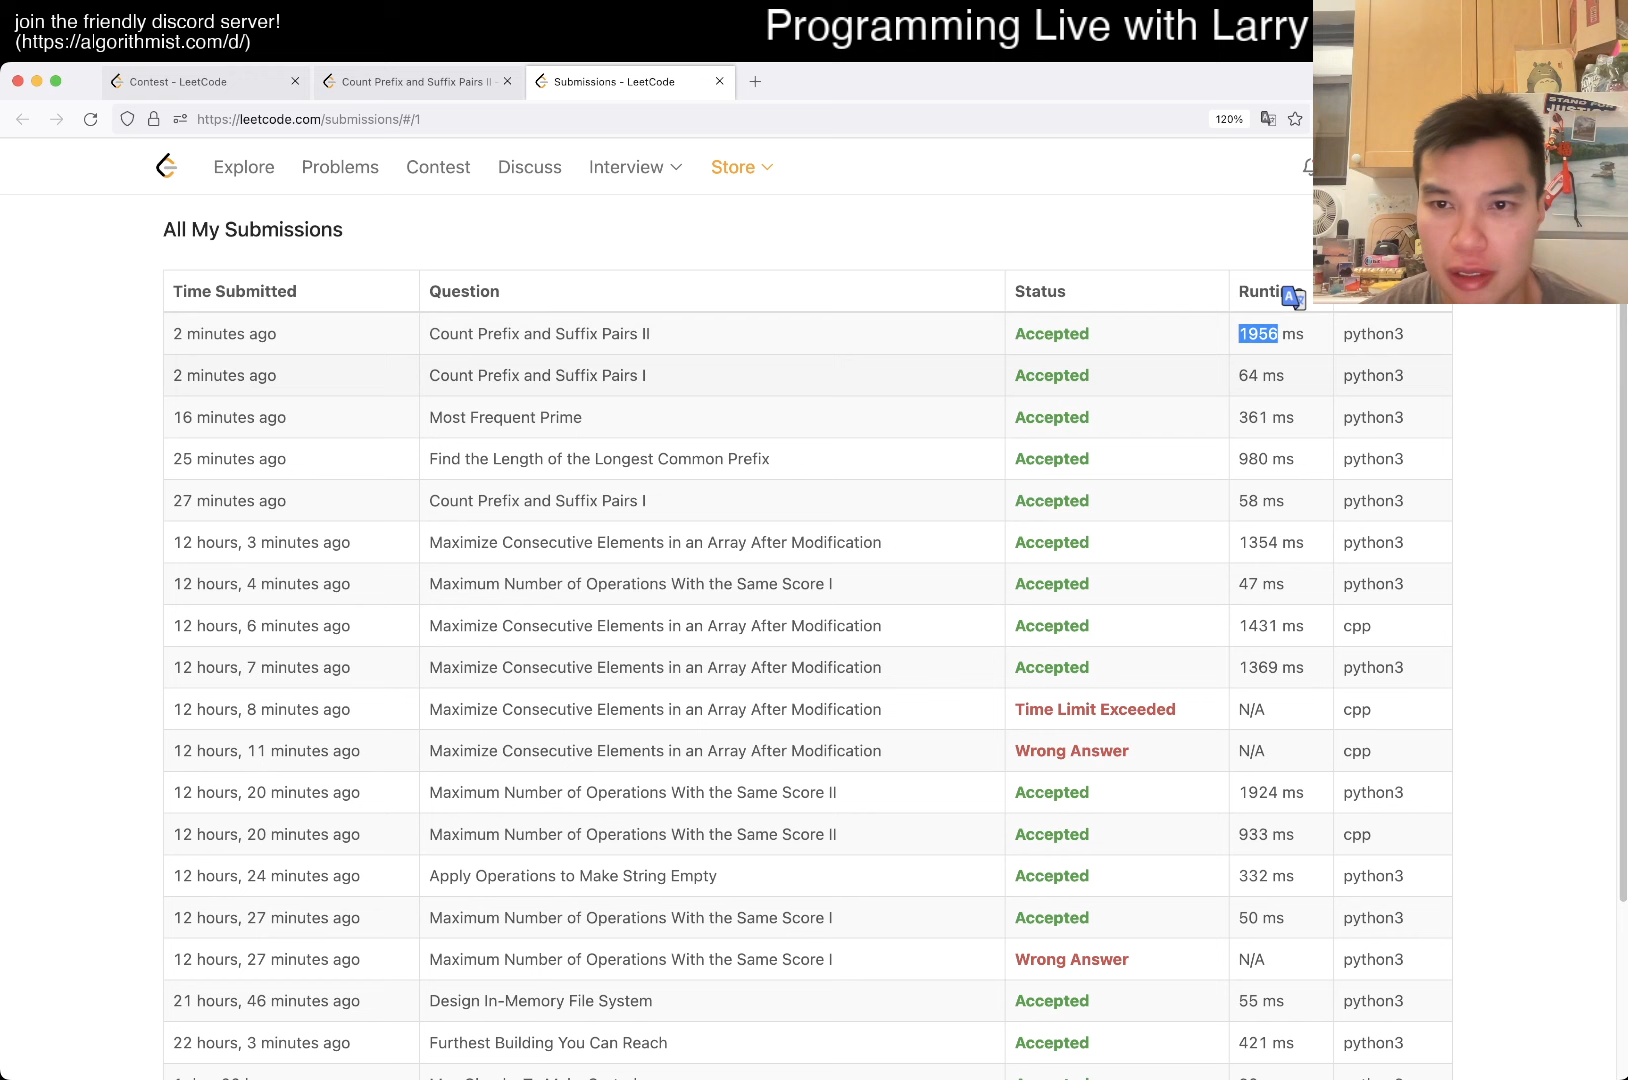 join the friendly discord server!
(https://algorithmist.com/d/)
Programming Live with Larry
Contest - LeetCode
Count Prefix and Suffix Pairs II -
Submissions - LeetCode
https://leetcode.com/submissions/#/1
120%
Explore Problems Contest Discuss Interview Store
STAND FOR
All My Submissions
Time Submitted Question Status
2 minutes ago Count Prefix and Suffix Pairs II Accepted 1956 ms python3
2 minutes ago Count Prefix and Suffix Pairs I Accepted 64 ms python3
16 minutes ago Most Frequent Prime Accepted 361 ms python3
25 minutes ago Find the Length of the Longest Common Prefix Accepted 980 ms python3
27 minutes ago Count Prefix and Suffix Pairs I Accepted 58 ms python3
12 hours, 3 minutes ago Maximize Consecutive Elements in an Array After Modification Accepted 1354 ms python3
12 hours, 4 minutes ago Maximum Number of Operations With the Same Score I Accepted 47 ms python3
12 hours, 6 minutes ago Maximize Consecutive Elements in an Array After Modification Accepted 1431 ms cpp
12 hours, 7 minutes ago Maximize Consecutive Elements in an Array After Modification Accepted 1369 ms python3
12 hours, 8 minutes ago Maximize Consecutive Elements in an Array After Modification Time Limit Exceeded N/A cpp
12 hours, 11 minutes ago Maximize Consecutive Elements in an Array After Modification Wrong Answer N/A cpp
12 hours, 20 minutes ago Maximum Number of Operations With the Same Score II Accepted 1924 ms python3
12 hours, 20 minutes ago Maximum Number of Operations With the Same Score II Accepted 933 ms cpp
12 hours, 24 minutes ago Apply Operations to Make String Empty Accepted 332 ms python3
12 hours, 27 minutes ago Maximum Number of Operations With the Same Score I Accepted 50 ms python3
12 hours, 27 minutes ago Maximum Number of Operations With the Same Score I Wrong Answer N/A python3
21 hours, 46 minutes ago Design In-Memory File System Accepted 55 ms python3
22 hours, 3 minutes ago Furthest Building You Can Reach Accepted 421 ms python3